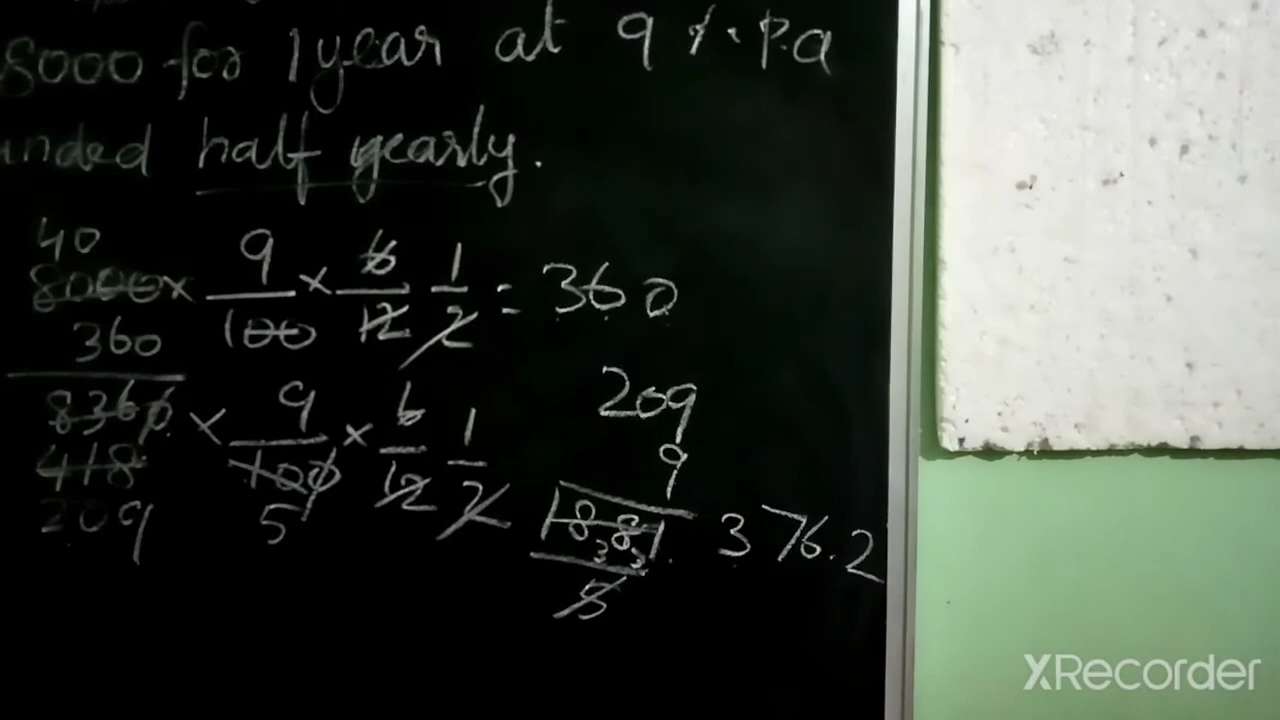 8000 for 1 year at 9 %. P.a
unded half yearly.
40
8000 × 9/100 × 6/12 1/2 = 360
360
8360 × 9/100 × 6/12 1/2
418
209 5
209
9
1881/5 376.2
XRecorder